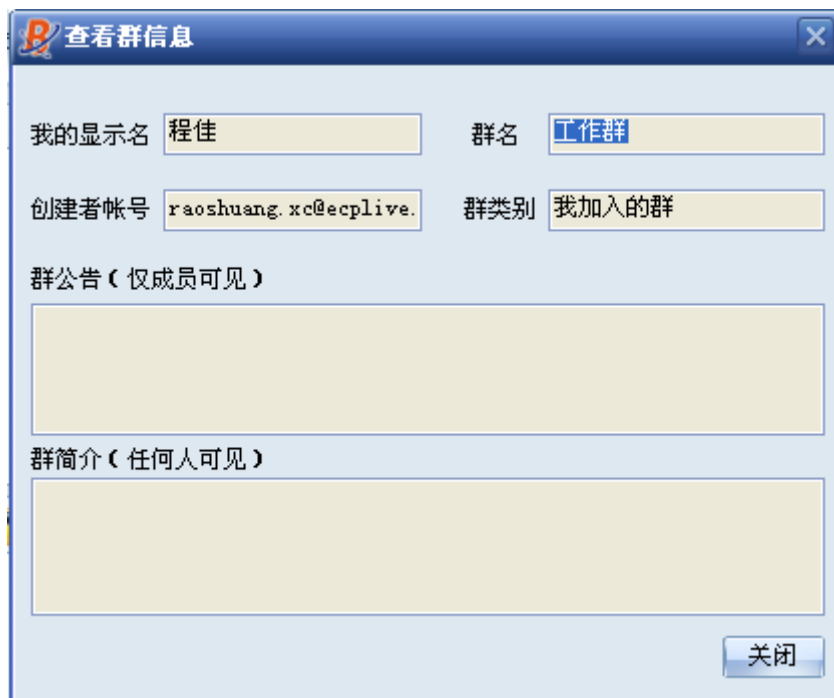 查看群信息
我的显示名 程佳 群名 工作群
创建者帐号 raoshuang.xc@ecplive. 群类别 我加入的群
群公告(仅成员可见)
群简介(任何人可见)
关闭